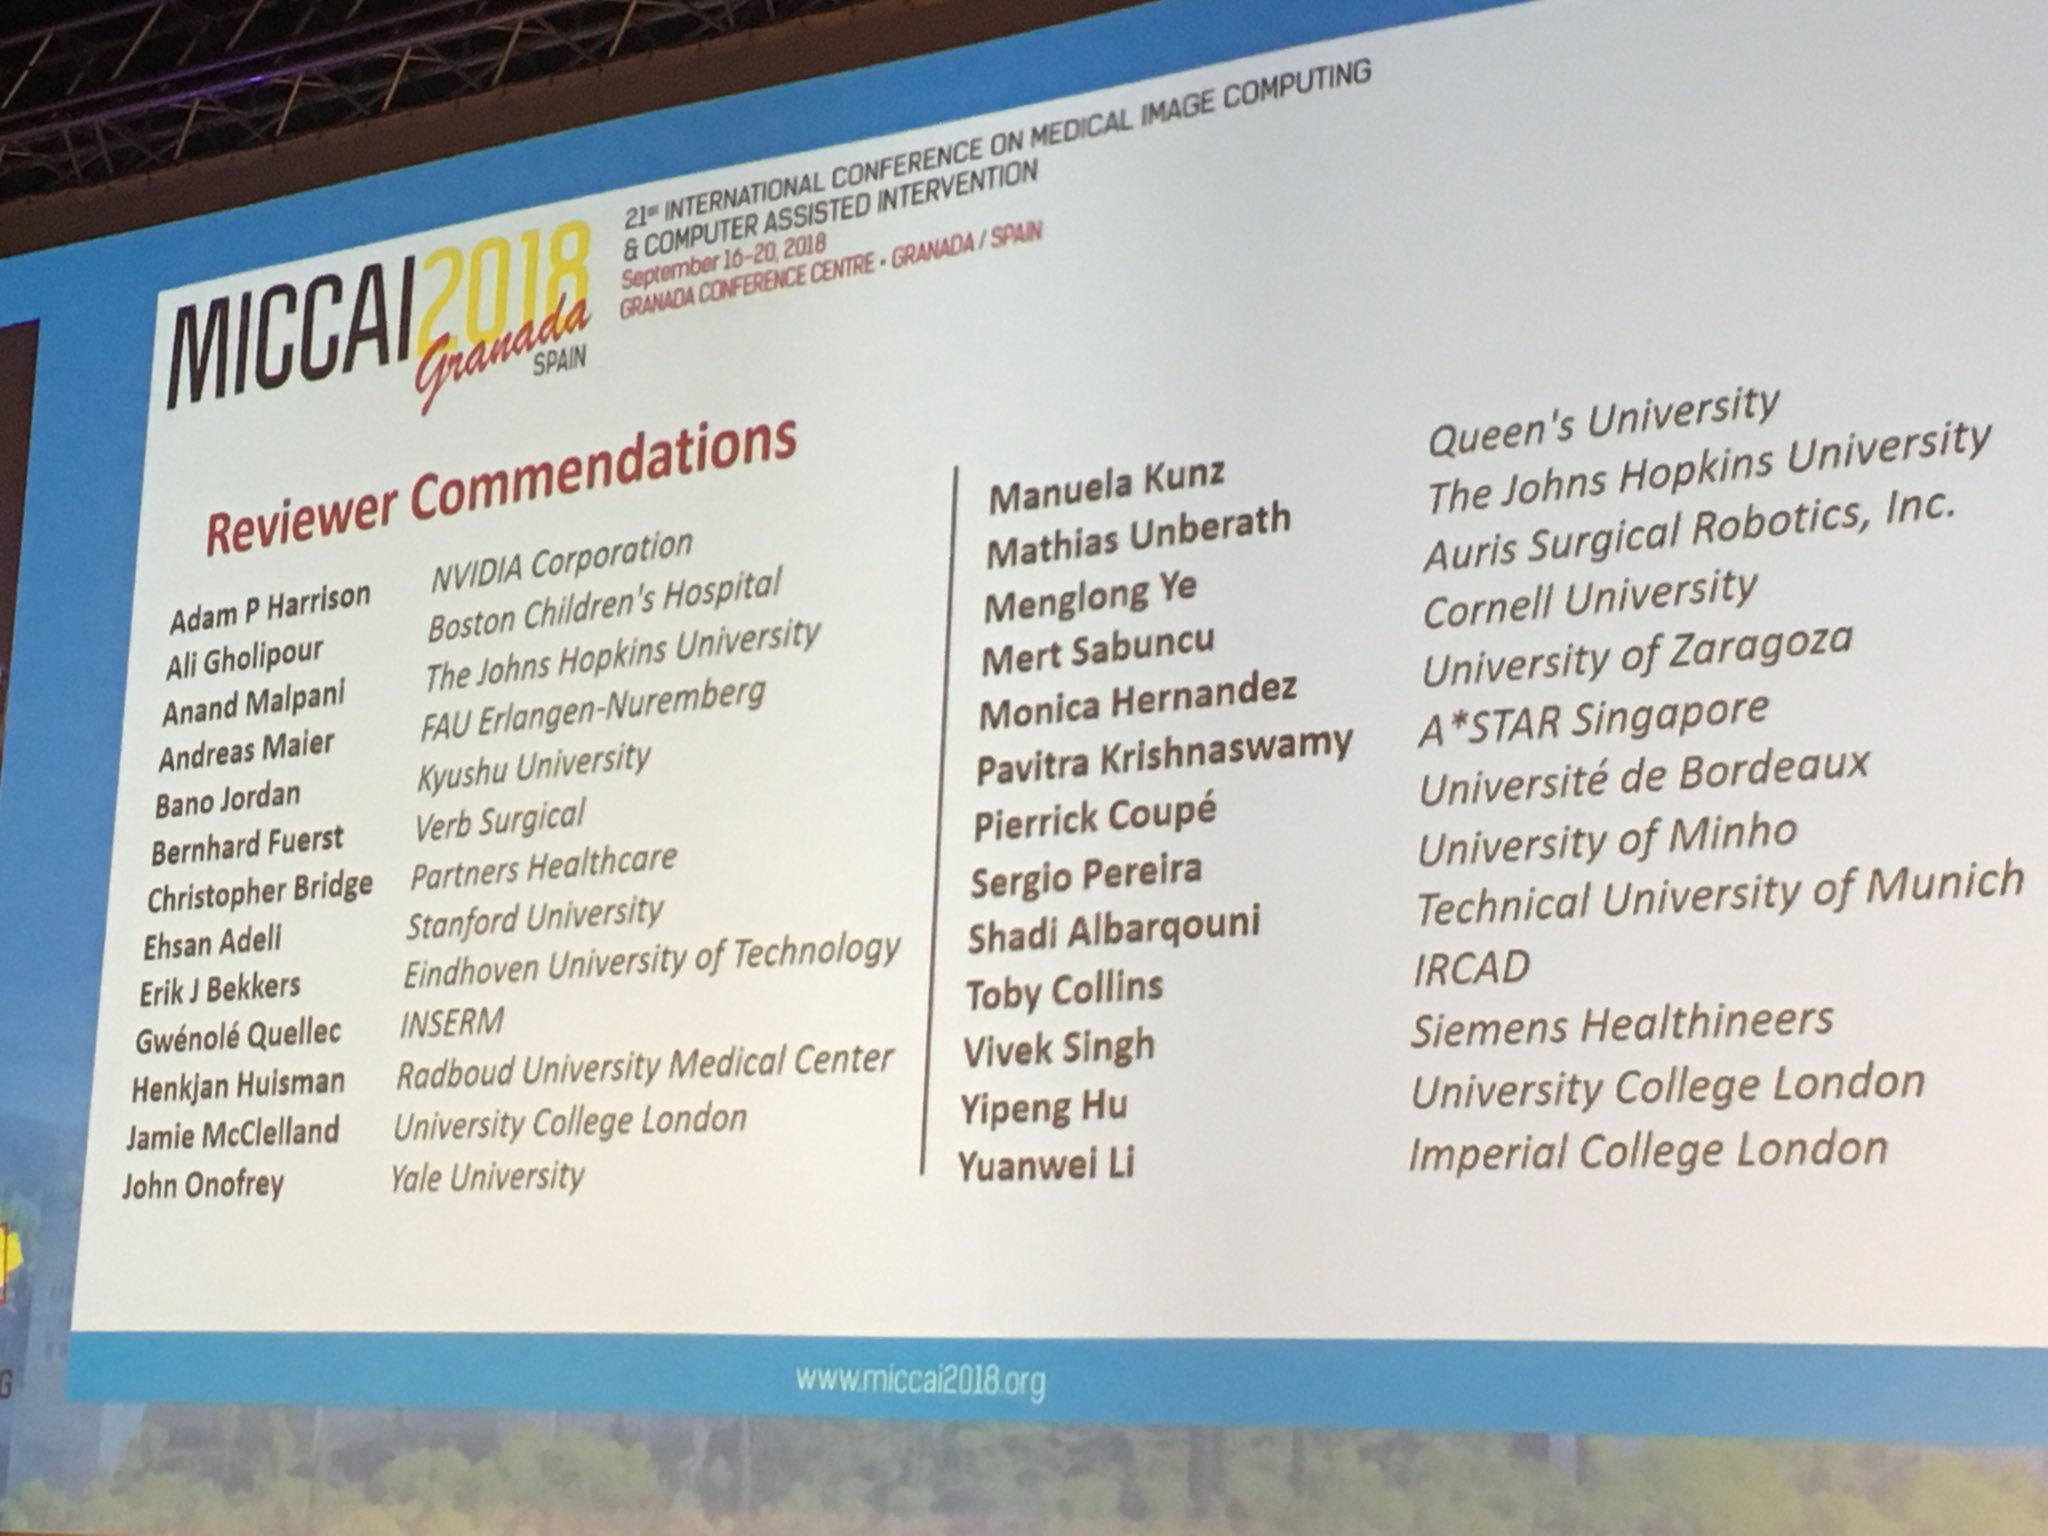 MICCAI2018
Granada
SPAIN
21st INTERNATIONAL CONFERENCE ON MEDICAL IMAGE COMPUTING
& COMPUTER ASSISTED INTERVENTION
September 16-20, 2018
GRANADA CONFERENCE CENTRE • GRANADA / SPAIN
Reviewer Commendations
Adam P Harrison NVIDIA Corporation
Ali Gholipour Boston Children's Hospital
Anand Malpani The Johns Hopkins University
Andreas Maier FAU Erlangen-Nuremberg
Bano Jordan Kyushu University
Bernhard Fuerst Verb Surgical
Christopher Bridge Partners Healthcare
Ehsan Adeli Stanford University
Erik J Bekkers Eindhoven University of Technology
Gwénolé Quellec INSERM
Henkjan Huisman Radboud University Medical Center
Jamie McClelland University College London
John Onofrey Yale University
Manuela Kunz Queen's University
Mathias Unberath The Johns Hopkins University
Menglong Ye Auris Surgical Robotics, Inc.
Mert Sabuncu Cornell University
Monica Hernandez University of Zaragoza
Pavitra Krishnaswamy A*STAR Singapore
Pierrick Coupé Université de Bordeaux
Sergio Pereira University of Minho
Shadi Albarqouni Technical University of Munich
Toby Collins IRCAD
Vivek Singh Siemens Healthineers
Yipeng Hu University College London
Yuanwei Li Imperial College London
www.miccai2018.org
G